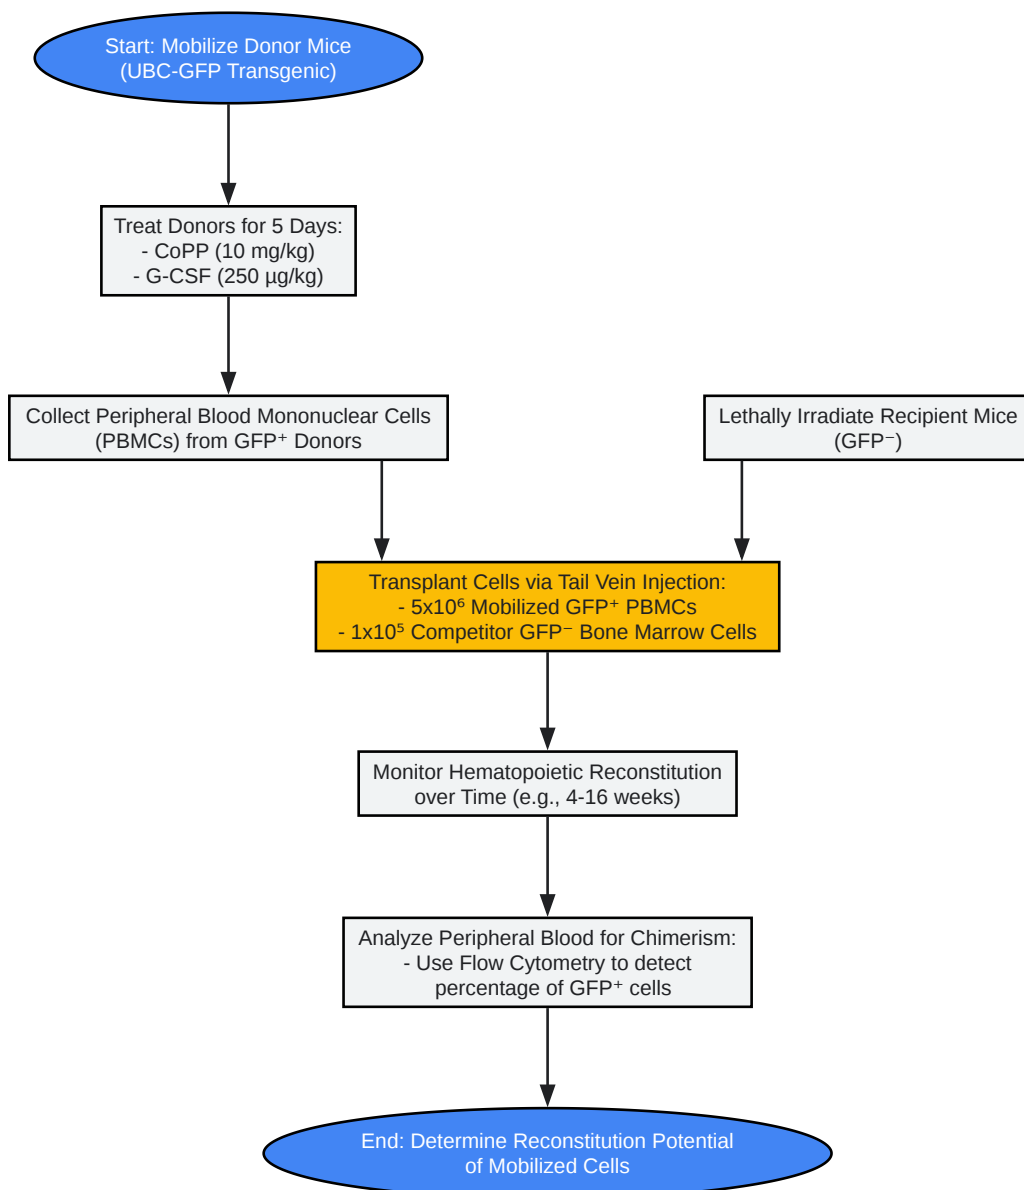 Start: Mobilize Donor Mice
(UBC-GFP Transgenic)
Treat Donors for 5 Days:
- CoPP (10 mg/kg)
- G-CSF (250 µg/kg)
Collect Peripheral Blood Mononuclear Cells
(PBMCs) from GFP⁺ Donors
Lethally Irradiate Recipient Mice
(GFP⁻)
Transplant Cells via Tail Vein Injection:
- 5x10⁶ Mobilized GFP⁺ PBMCs
- 1x10⁵ Competitor GFP⁻ Bone Marrow Cells
Monitor Hematopoietic Reconstitution
over Time (e.g., 4-16 weeks)
Analyze Peripheral Blood for Chimerism:
- Use Flow Cytometry to detect
percentage of GFP⁺ cells
End: Determine Reconstitution Potential
of Mobilized Cells